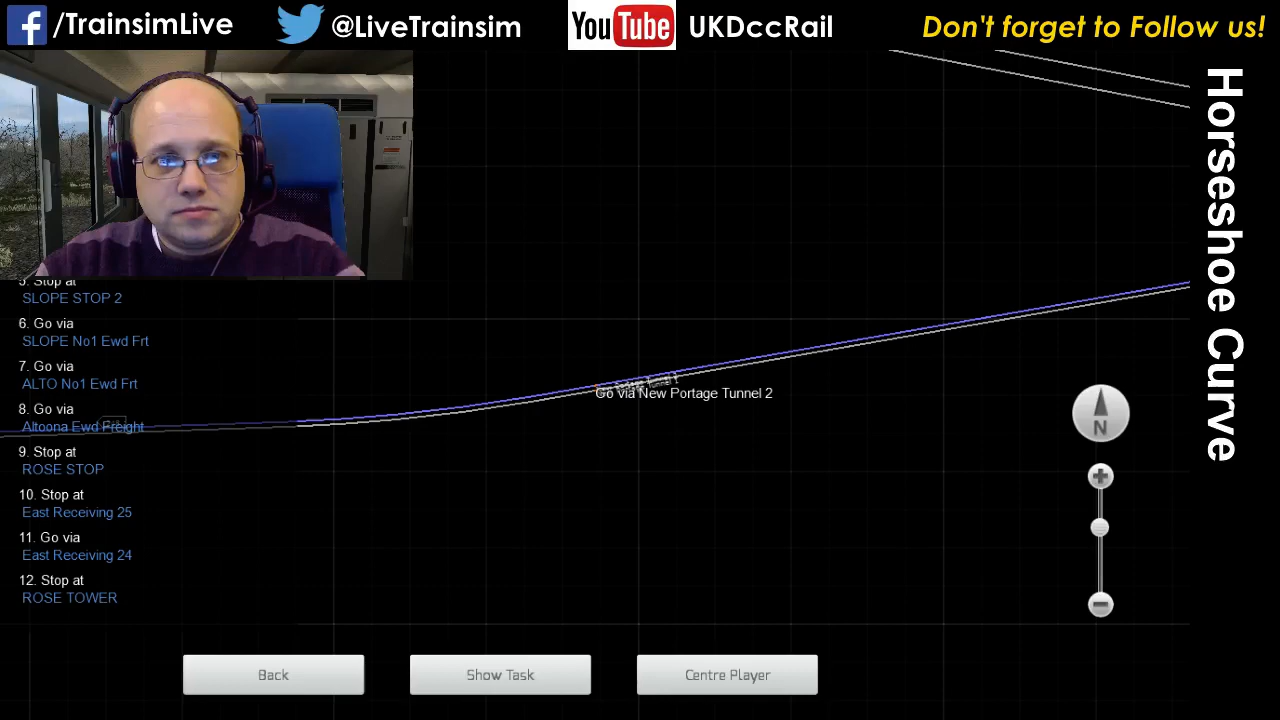 /TrainsimLive
@LiveTrainsim
YouTube
UKDccRail
Don't forget to Follow us!
Horseshoe Curve
5. Stop at
SLOPE STOP 2
6. Go via
SLOPE No1 Ewd Frt
7. Go via
ALTO No1 Ewd Frt
8. Go via
Altoona Ewd Freight
9. Stop at
ROSE STOP
10. Stop at
East Receiving 25
11. Go via
East Receiving 24
12. Stop at
ROSE TOWER
Go via New Portage Tunnel 2
N
Back
Show Task
Centre Player